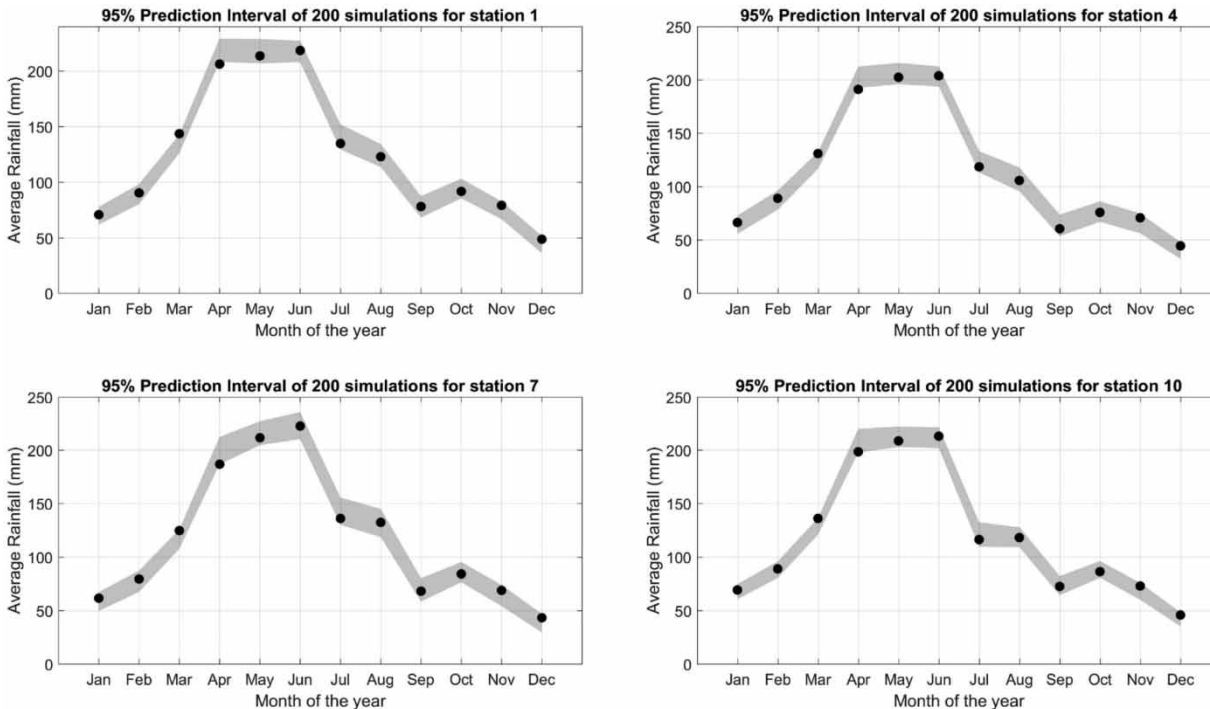 95% Prediction Interval of 200 simulations for station 1
Average Rainfall (mm)
200
150
100
50
0
Jan Feb Mar Apr May Jun Jul Aug Sep Oct Nov Dec
Month of the year
95% Prediction Interval of 200 simulations for station 4
Average Rainfall (mm)
250
200
150
100
50
0
Jan Feb Mar Apr May Jun Jul Aug Sep Oct Nov Dec
Month of the year
95% Prediction Interval of 200 simulations for station 7
Average Rainfall (mm)
250
200
150
100
50
0
Jan Feb Mar Apr May Jun Jul Aug Sep Oct Nov Dec
Month of the year
95% Prediction Interval of 200 simulations for station 10
Average Rainfall (mm)
250
200
150
100
50
0
Jan Feb Mar Apr May Jun Jul Aug Sep Oct Nov Dec
Month of the year